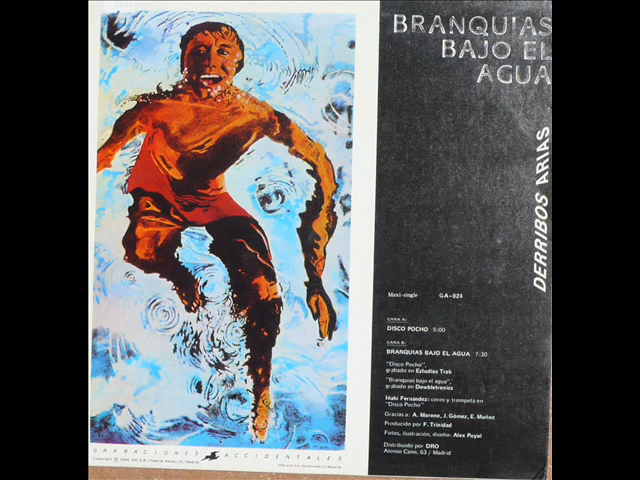 BRANQUIAS
BAJO EL
AGUA
DERRIBOS ARIAS
Maxi-single GA-024
CARA A:
DISCO POCHO 5:00
CARA B:
BRANQUIAS BAJO EL AGUA 7:30
"Disco Pocho",
grabado en Estudios Trek
"Branquias bajo el agua",
grabado en Doubletronics
Iñaki Fernández: coros y trompeta en
"Disco Pocho"
Gracias a: A. Moreno, J. Gómez, E. Muñoz
Producido por F. Trinidad
Fotos, ilustración, diseño: Alex Puyol
Distribuido por DRO
Alonso Cano, 63 / Madrid
GRABACIONES ACCIDENTALES